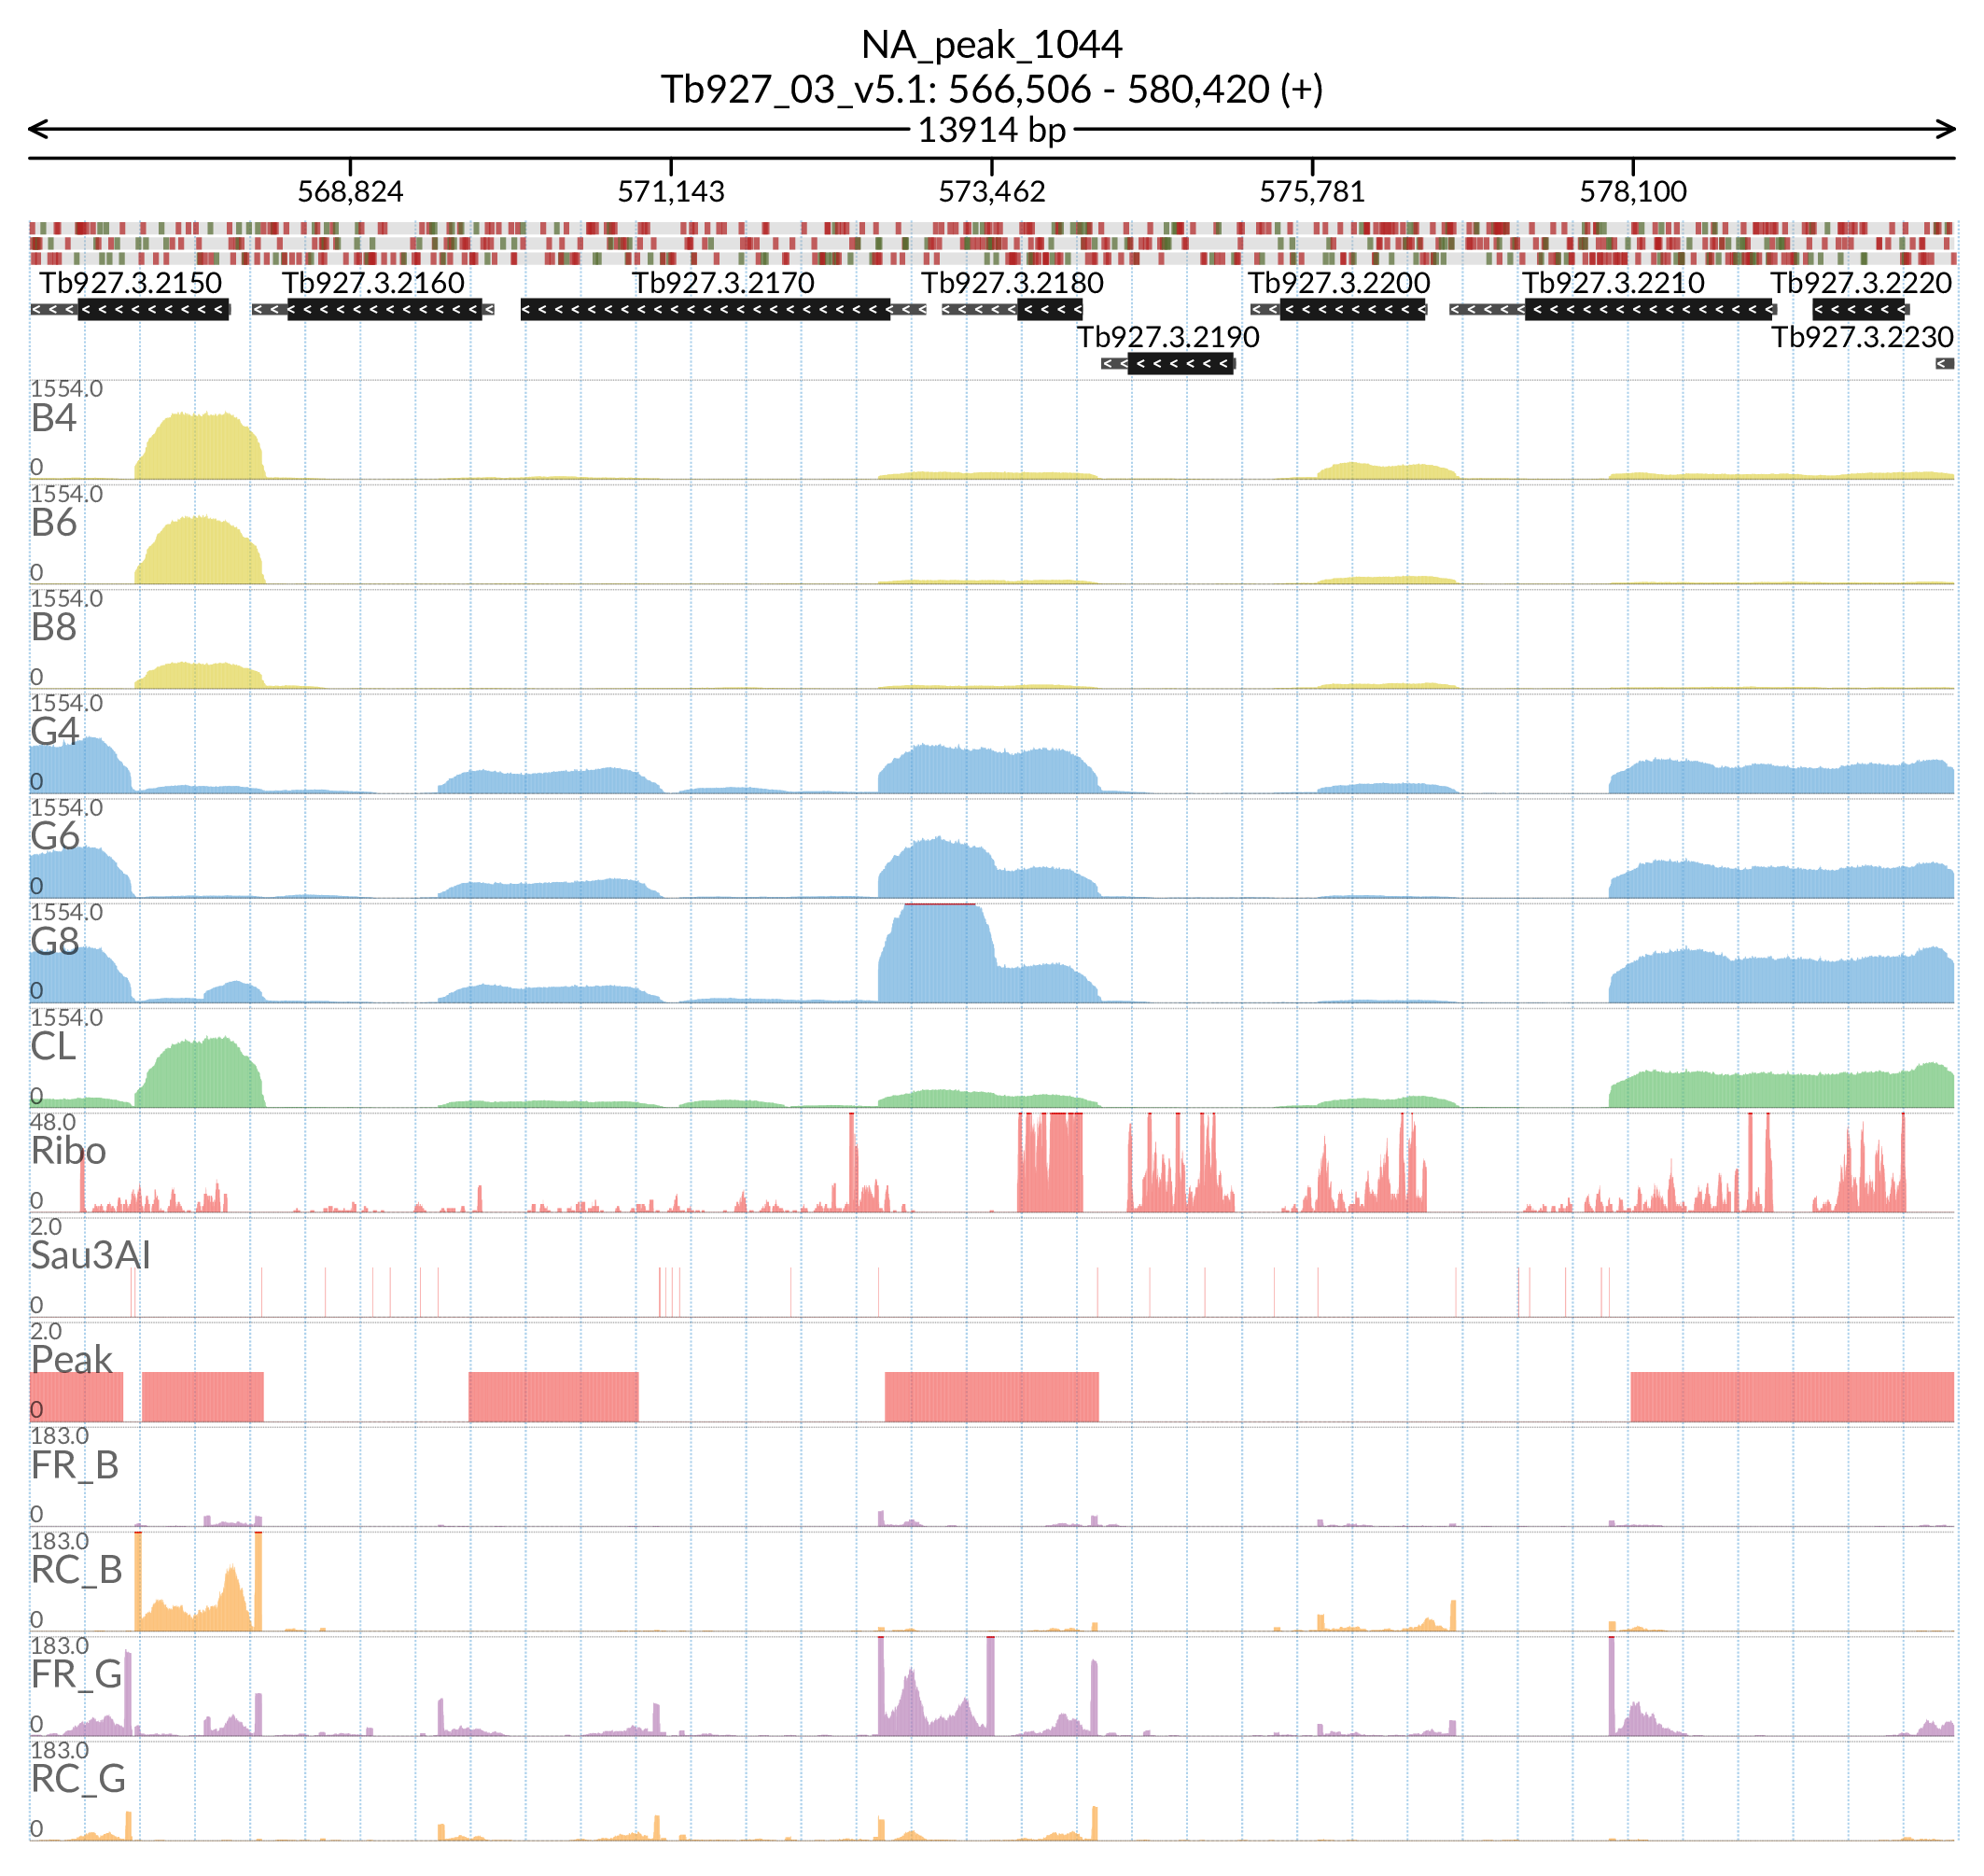 NA_peak_1044
Tb927_03_v5.1: 566,506 - 580,420 (+)
13914 bp
568,824 571,143 573,462 575,781 578,100
Tb927.3.2150 Tb927.3.2160 Tb927.3.2170 Tb927.3.2180 Tb927.3.2200 Tb927.3.2210 Tb927.3.2220
Tb927.3.2190 Tb927.3.2230
1554.0
B4
0
1554.0
B6
0
1554.0
B8
0
1554.0
G4
0
1554.0
G6
0
1554.0
G8
0
1554.0
CL
0
48.0
Ribo
0
2.0
Sau3AI
0
2.0
Peak
0
183.0
FR_B
0
183.0
RC_B
0
183.0
FR_G
0
183.0
RC_G
0